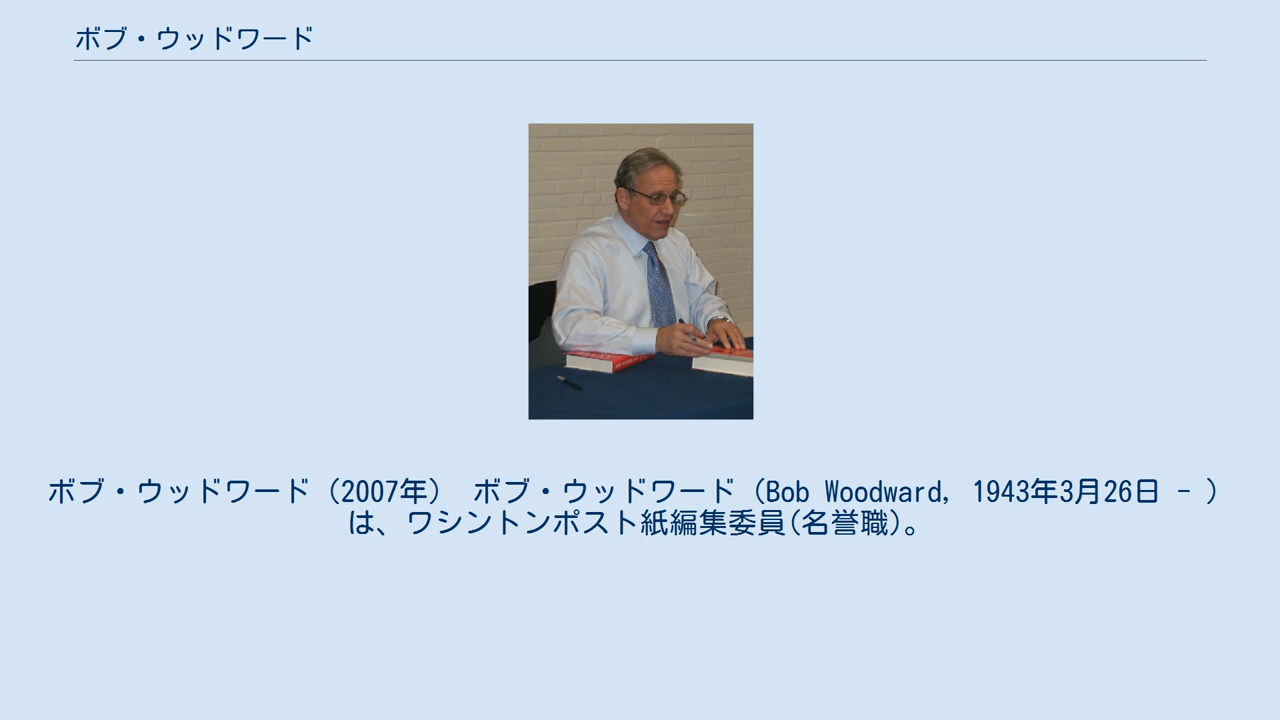 ボブ・ウッドワード
ボブ・ウッドワード（2007年） ボブ・ウッドワード（Bob Woodward, 1943年3月26日 - ）
は、ワシントンポスト紙編集委員(名誉職)。